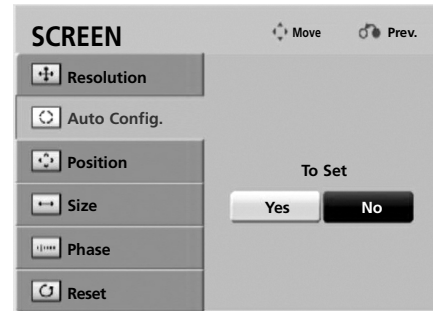 SCREEN
Move
Prev.
Resolution
Auto Config.
Position
Size
Phase
Reset
To Set
Yes
No